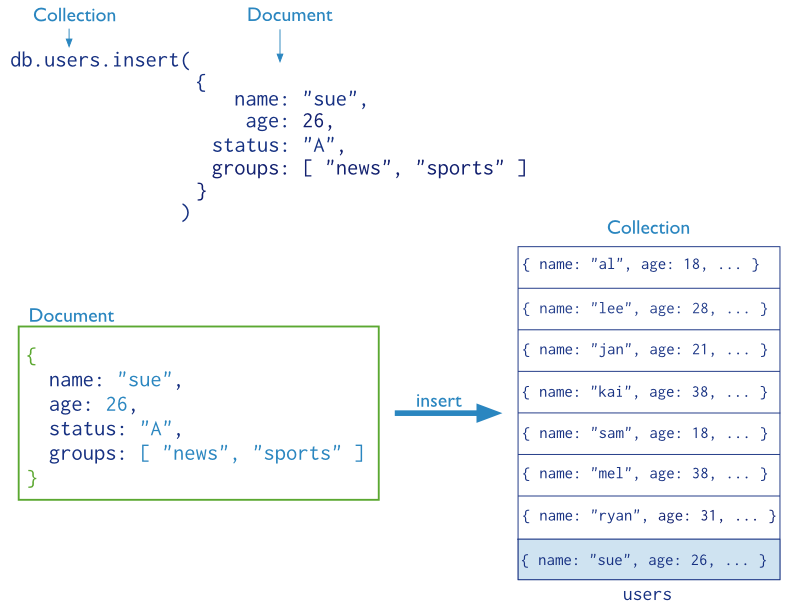 Collection Document
db.users.insert(
{
name: "sue",
age: 26,
status: "A",
groups: [ "news", "sports" ]
}
)
Document
{
name: "sue",
age: 26,
status: "A",
groups: [ "news", "sports" ]
}
insert
Collection
{ name: "al", age: 18, ... }
{ name: "lee", age: 28, ... }
{ name: "jan", age: 21, ... }
{ name: "kai", age: 38, ... }
{ name: "sam", age: 18, ... }
{ name: "mel", age: 38, ... }
{ name: "ryan", age: 31, ... }
{ name: "sue", age: 26, ... }
users